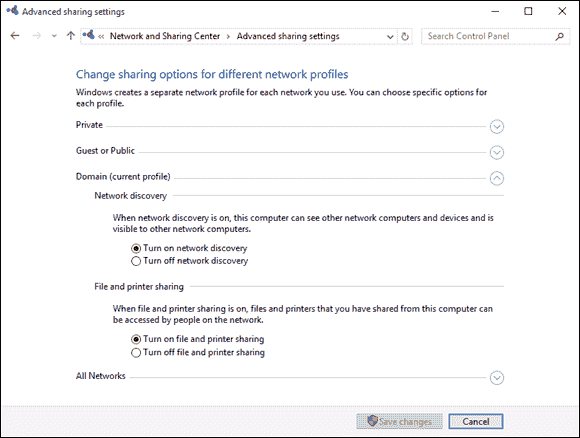 Advanced sharing settings
« Network and Sharing Center > Advanced sharing settings
Search Control Panel
Change sharing options for different network profiles
Windows creates a separate network profile for each network you use. You can choose specific options for
each profile.
Private
Guest or Public
Domain (current profile)
Network discovery
When network discovery is on, this computer can see other network computers and devices and is
visible to other network computers.
Turn on network discovery
Turn off network discovery
File and printer sharing
When file and printer sharing is on, files and printers that you have shared from this computer can
be accessed by people on the network.
Turn on file and printer sharing
Turn off file and printer sharing
All Networks
Save changes
Cancel